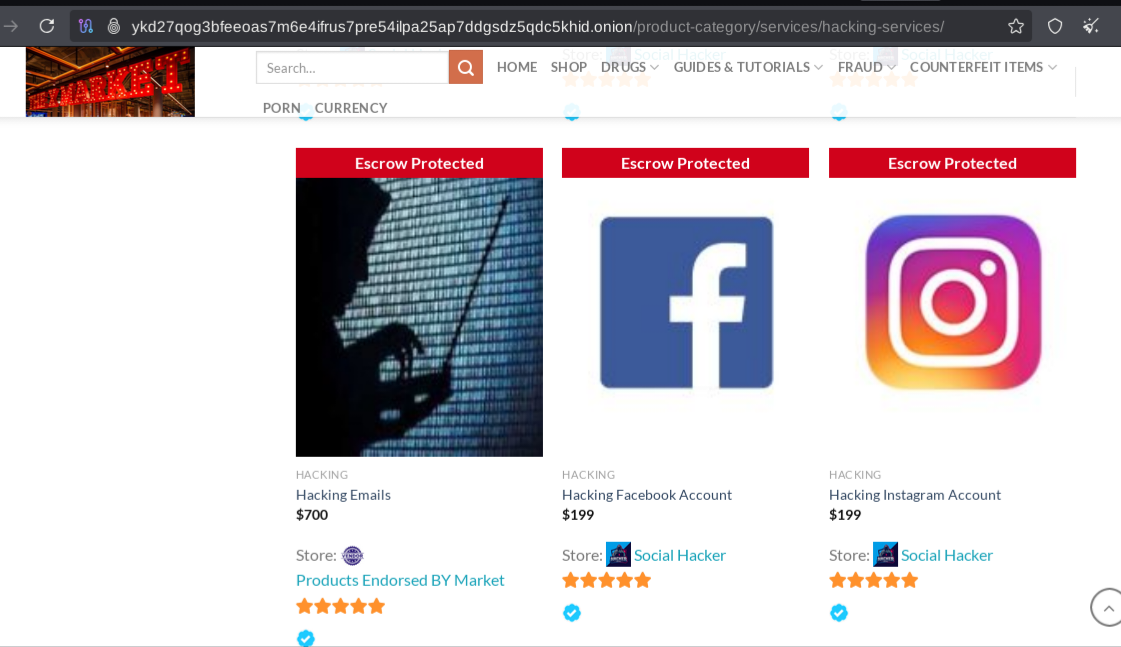 ykd27qog3bfeeoas7m6e4ifrus7pre54ilpa25ap7ddgsdz5qdc5khid.onion/product-category/services/hacking-services/
Search...
HOME SHOP DRUGS GUIDES & TUTORIALS FRAUD COUNTERFEIT ITEMS
PORN CURRENCY
Store: Social Hacker
Store: Social Hacker
MARKET
Escrow Protected
Escrow Protected
Escrow Protected
HACKING
Hacking Emails
$700
Store:
Products Endorsed BY Market
HACKING
Hacking Facebook Account
$199
Store: Social Hacker
HACKING
Hacking Instagram Account
$199
Store: Social Hacker